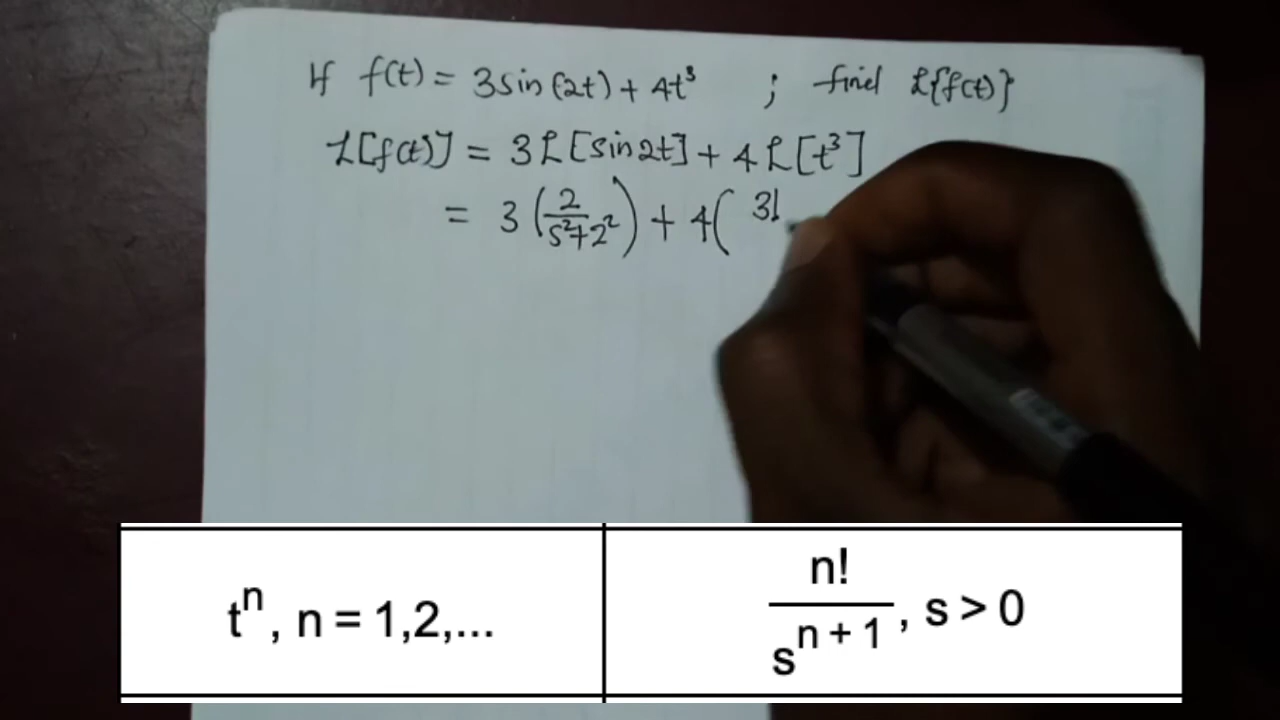 If f(t) = 3sin(2t) + 4t³ ; find ℒ{f(t)}
ℒ[f(t)] = 3ℒ[sin2t] + 4ℒ[t³]
= 3(2/(s²+2²)) + 4( 3!
tⁿ, n = 1,2,...
n!/sⁿ⁺¹, s > 0